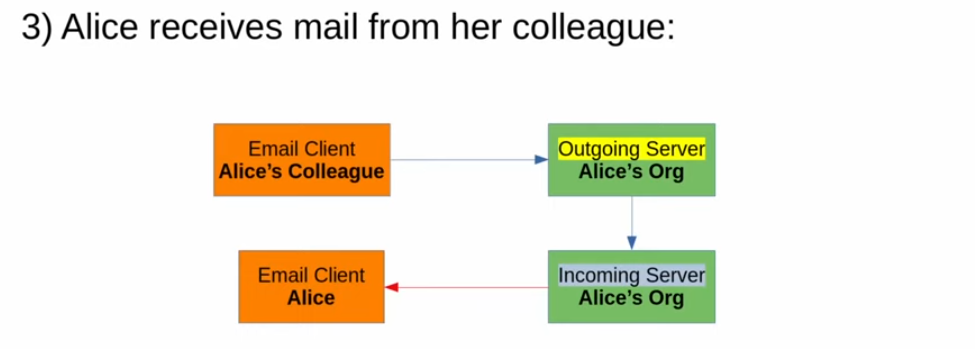 3) Alice receives mail from her colleague:
Email Client
Alice's Colleague
Outgoing Server
Alice's Org
Email Client
Alice
Incoming Server
Alice's Org